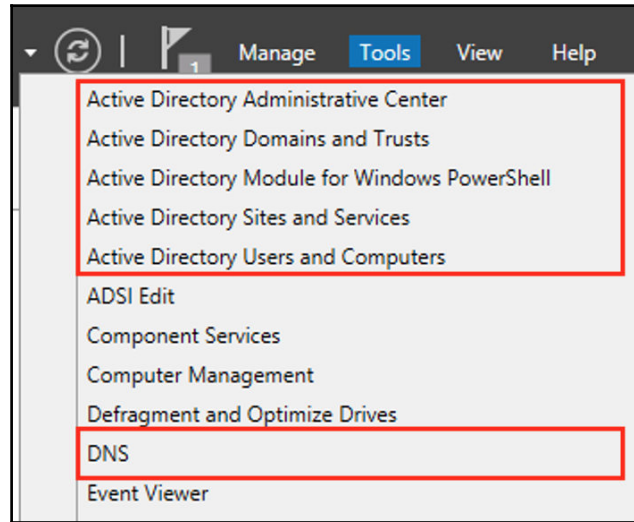 1 Manage Tools View Help
Active Directory Administrative Center
Active Directory Domains and Trusts
Active Directory Module for Windows PowerShell
Active Directory Sites and Services
Active Directory Users and Computers
ADSI Edit
Component Services
Computer Management
Defragment and Optimize Drives
DNS
Event Viewer